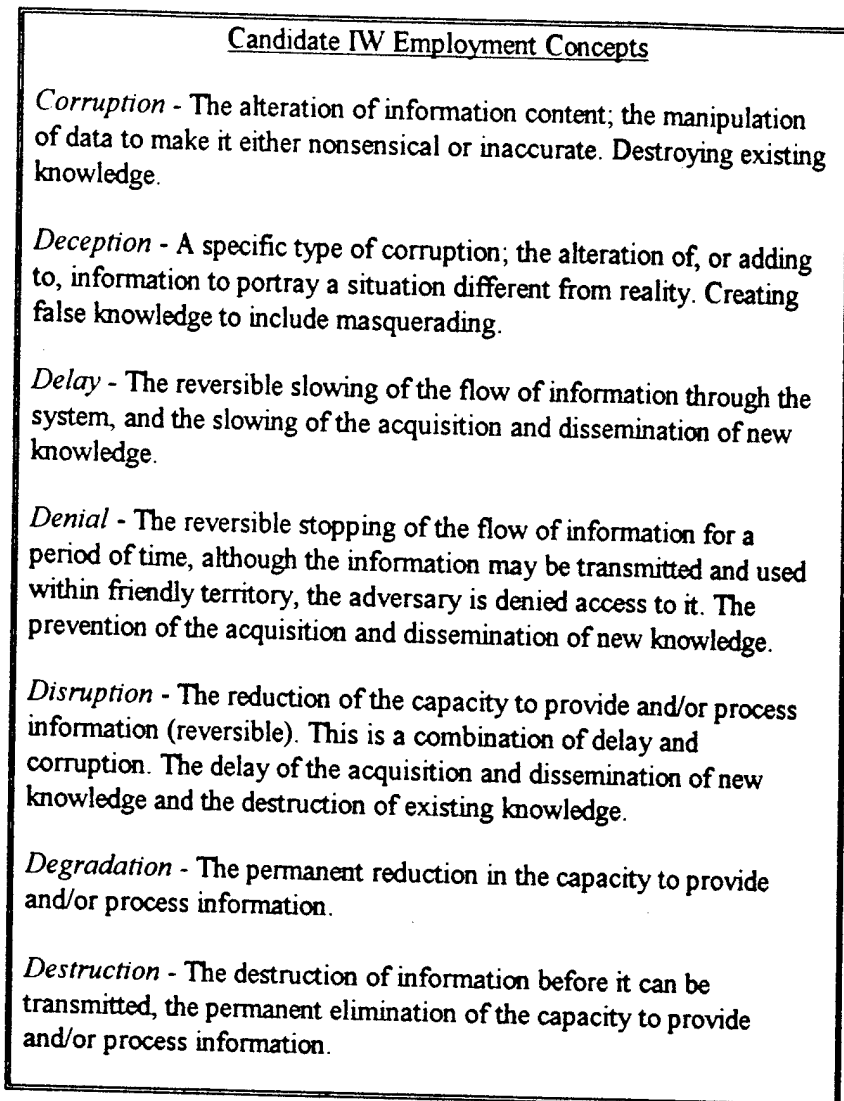 Candidate IW Employment Concepts
Corruption - The alteration of information content; the manipulation
of data to make it either nonsensical or inaccurate. Destroying existing
knowledge.
Deception - A specific type of corruption; the alteration of, or adding
to, information to portray a situation different from reality. Creating
false knowledge to include masquerading.
Delay - The reversible slowing of the flow of information through the
system, and the slowing of the acquisition and dissemination of new
knowledge.
Denial - The reversible stopping of the flow of information for a
period of time, although the information may be transmitted and used
within friendly territory, the adversary is denied access to it. The
prevention of the acquisition and dissemination of new knowledge.
Disruption - The reduction of the capacity to provide and/or process
information (reversible). This is a combination of delay and
corruption. The delay of the acquisition and dissemination of new
knowledge and the destruction of existing knowledge.
Degradation - The permanent reduction in the capacity to provide
and/or process information.
Destruction - The destruction of information before it can be
transmitted, the permanent elimination of the capacity to provide
and/or process information.